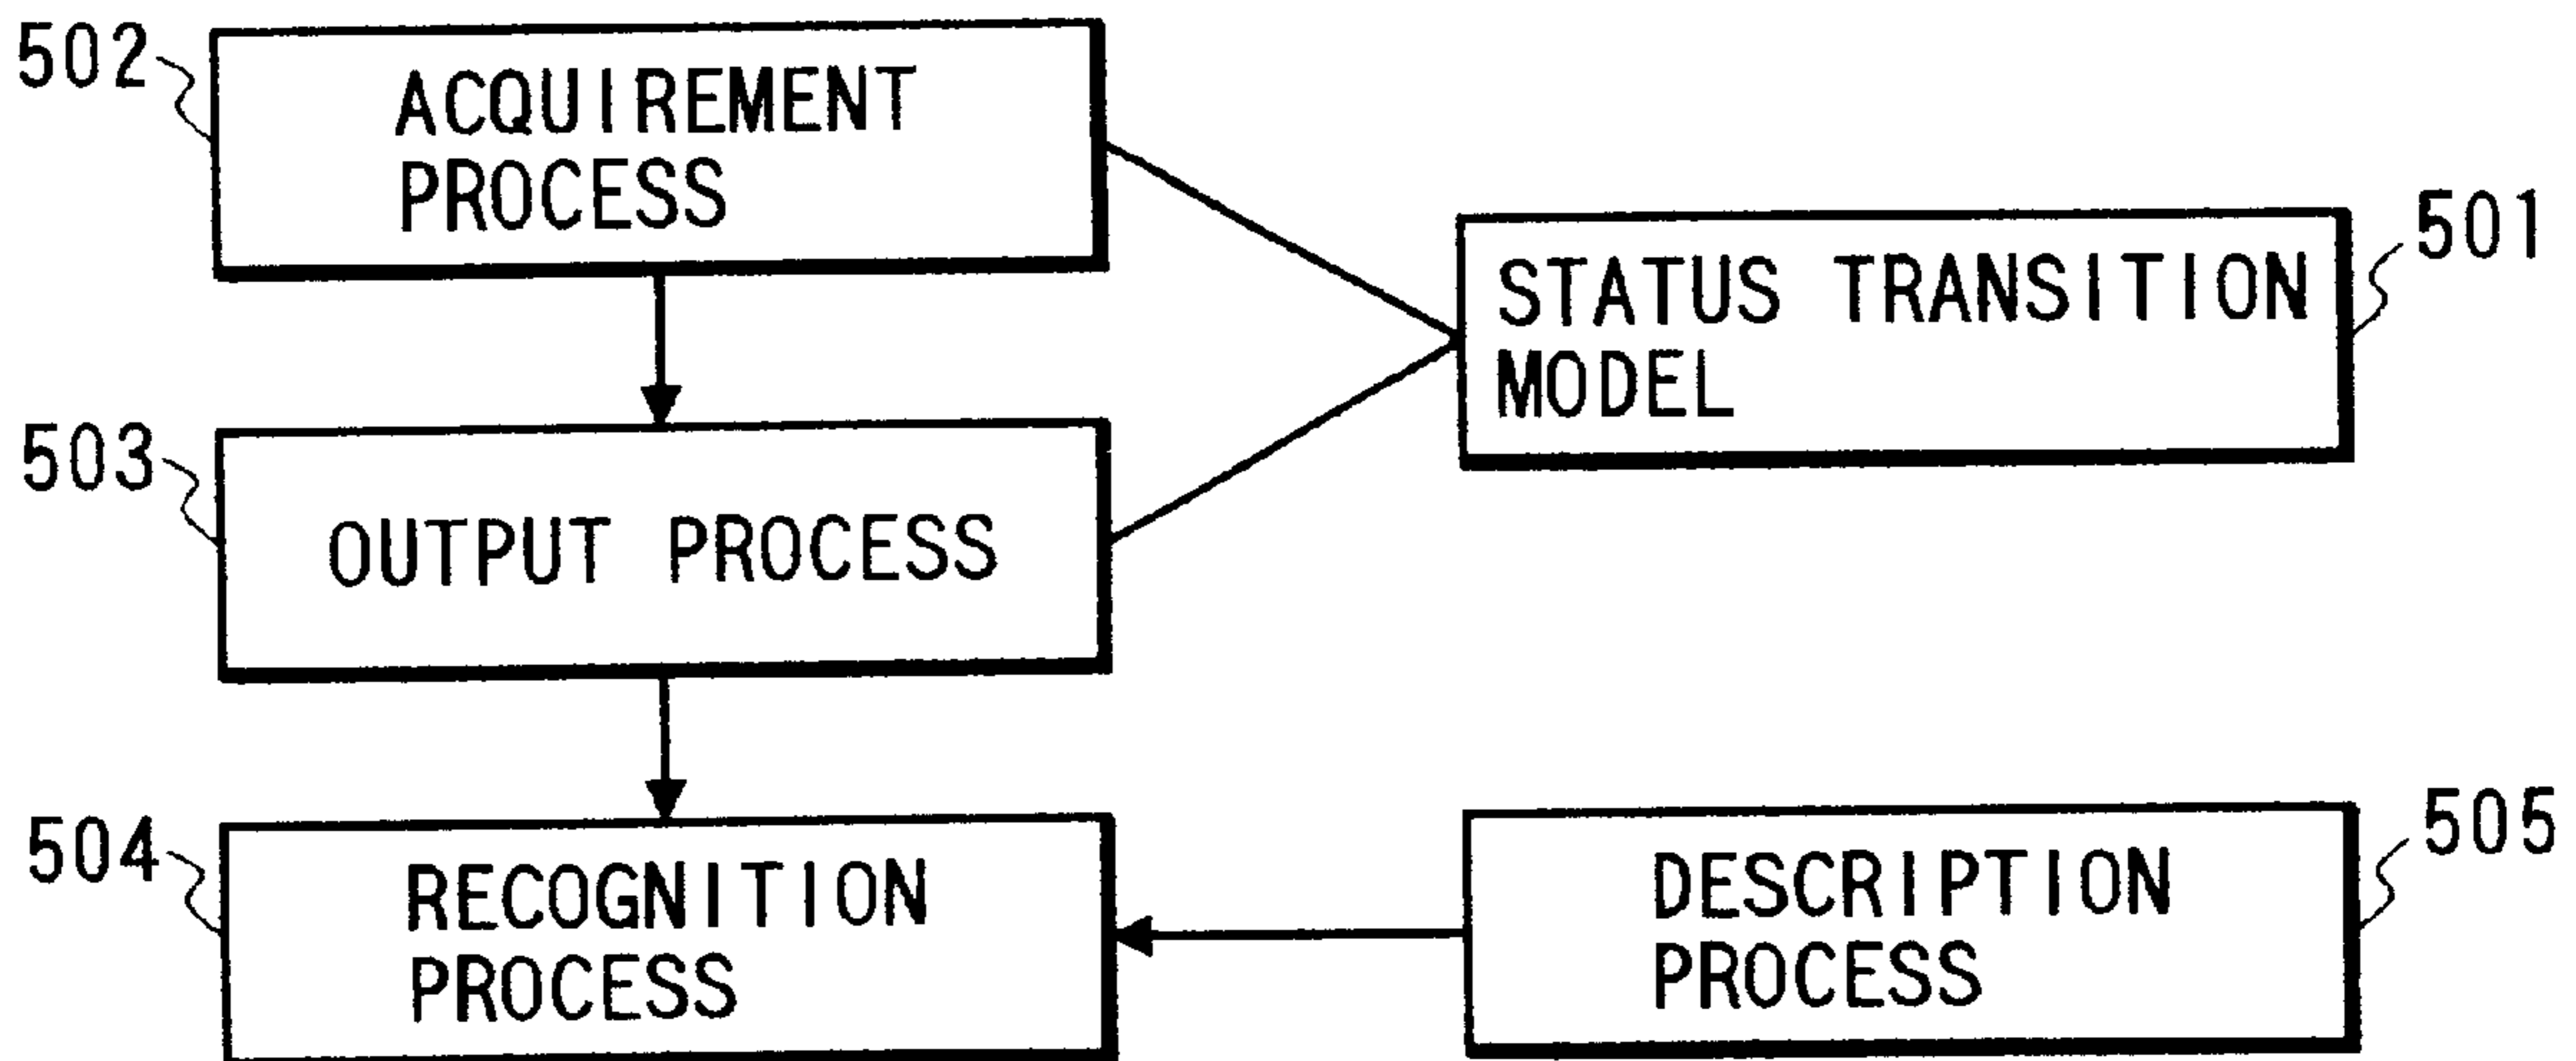 502
ACQUIREMENT
PROCESS
501
STATUS TRANSITION
MODEL
503
OUTPUT PROCESS
504
RECOGNITION
PROCESS
505
DESCRIPTION
PROCESS